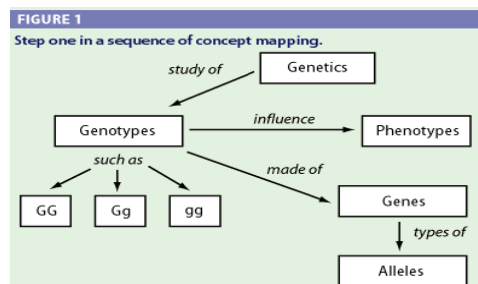 FIGURE 1
Step one in a sequence of concept mapping.
study of
Genetics
Genotypes
influence
Phenotypes
such as
made of
GG
Gg
gg
Genes
types of
Alleles